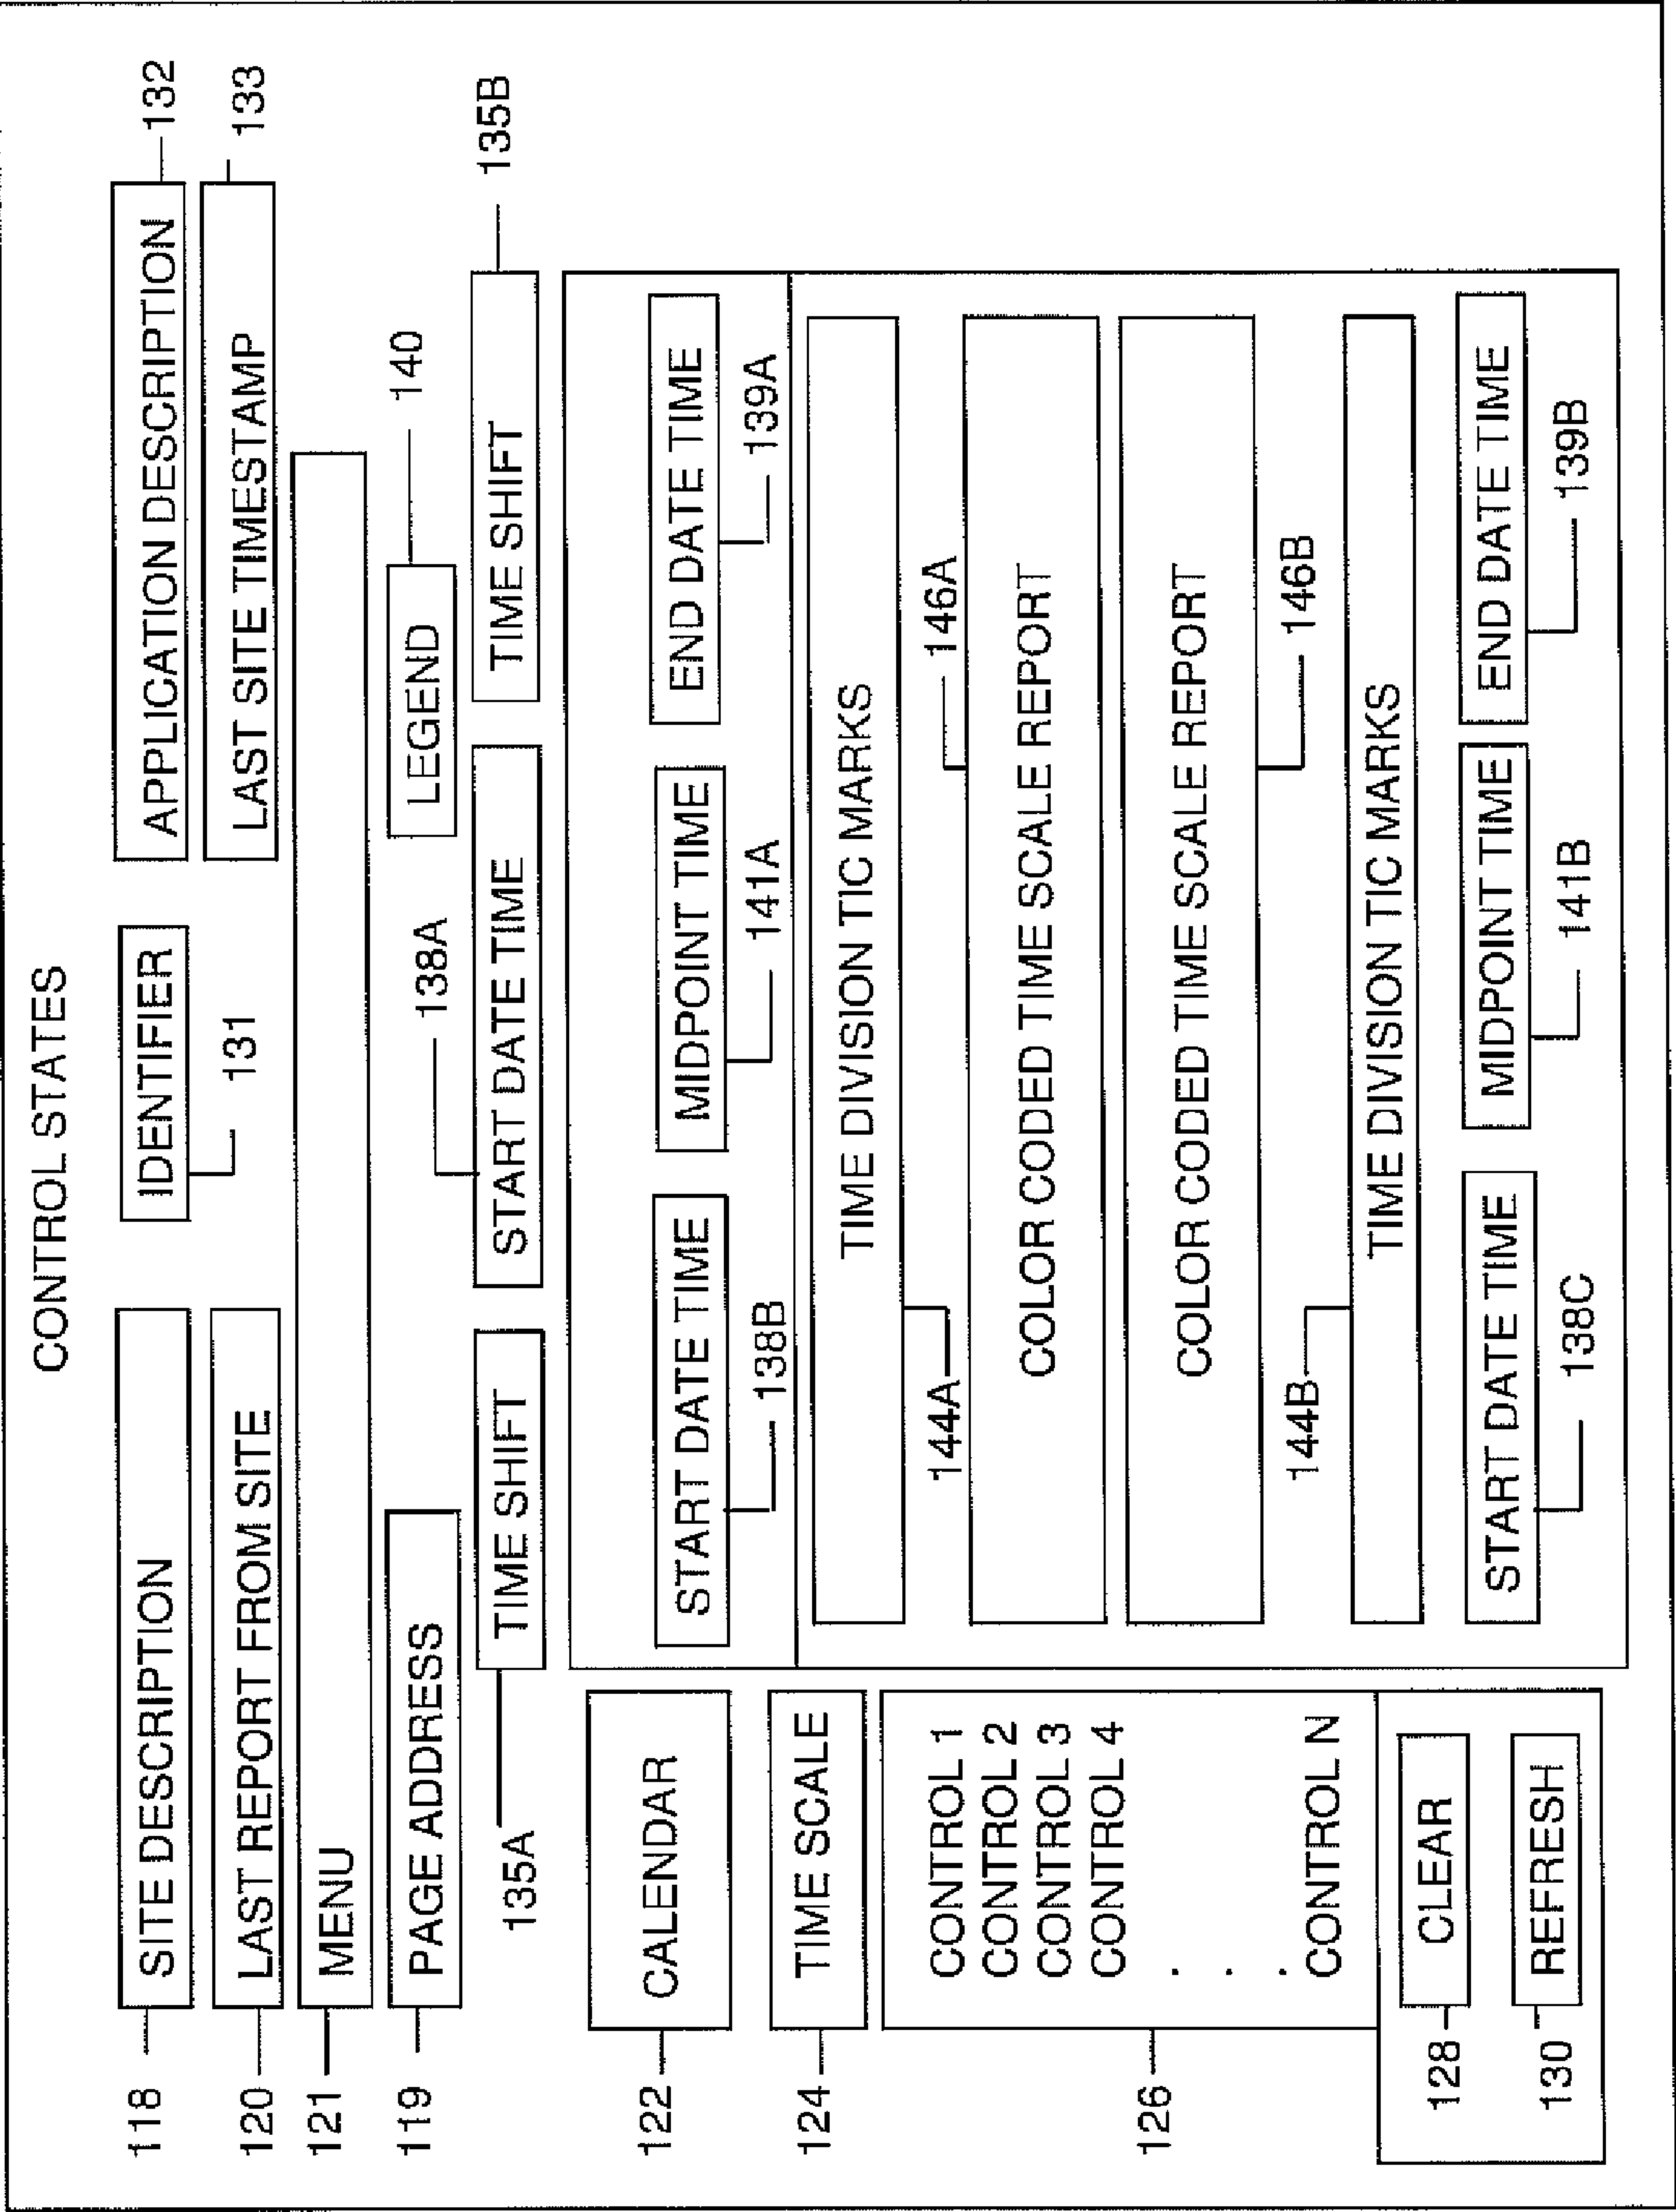 CONTROL STATES
118 SITE DESCRIPTION
IDENTIFIER
131
APPLICATION DESCRIPTION 132
120 LAST REPORT FROM SITE
LAST SITE TIMESTAMP 133
121 MENU
119 PAGE ADDRESS
138A
LEGEND 140
135A TIME SHIFT
START DATE TIME
TIME SHIFT 135B
122 CALENDAR
START DATE TIME
138B
MIDPOINT TIME
141A
END DATE TIME
139A
124 TIME SCALE
TIME DIVISION TIC MARKS
144A
146A
126
CONTROL 1
CONTROL 2
CONTROL 3
CONTROL 4
. . .
CONTROL N
COLOR CODED TIME SCALE REPORT
COLOR CODED TIME SCALE REPORT
144B
146B
TIME DIVISION TIC MARKS
128 CLEAR
130 REFRESH
START DATE TIME
138C
MIDPOINT TIME
141B
END DATE TIME
139B